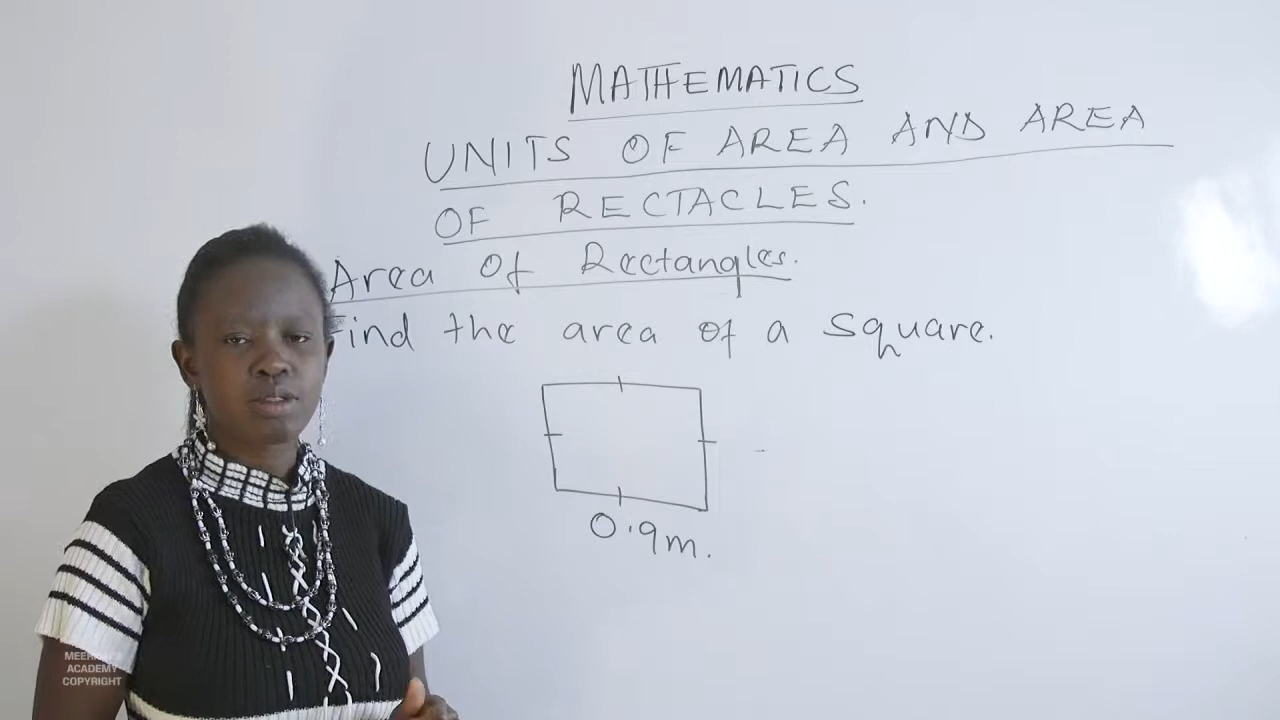 MATHEMATICS
UNITS OF AREA AND AREA
OF RECTACLES.
Area Of Rectangles.
Find the area of a square.
0.9m.
ACADEMY
COPYRIGHT